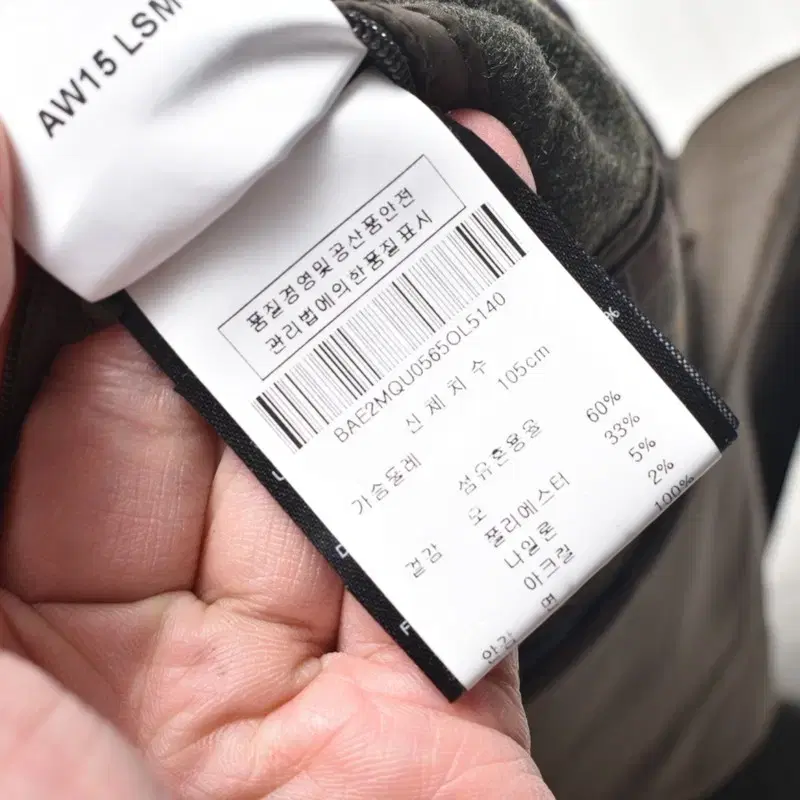 AW15 LSM
품질경영및공산품안전
관리법에의한품질표시
BAE2MQU0565OL5140
신 체 치 수
가슴둘레 105cm
섬유혼용율
겉감 모 60%
폴리에스터 33%
나일론 5%
아크릴 2%
안감 면 100%
%
F